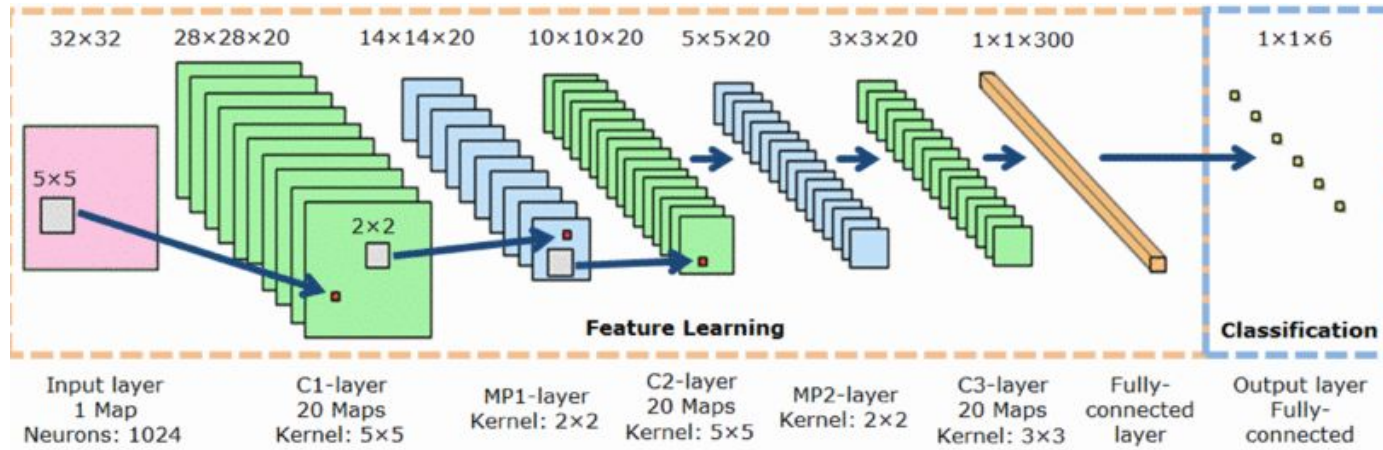 32×32 28×28×20 14×14×20 10×10×20 5×5×20 3×3×20 1×1×300 1×1×6
5×5
2×2
Feature Learning
Classification
Input layer
1 Map
Neurons: 1024
C1-layer
20 Maps
Kernel: 5×5
MP1-layer
Kernel: 2×2
C2-layer
20 Maps
Kernel: 5×5
MP2-layer
Kernel: 2×2
C3-layer
20 Maps
Kernel: 3×3
Fully-
connected
layer
Output layer
Fully-
connected